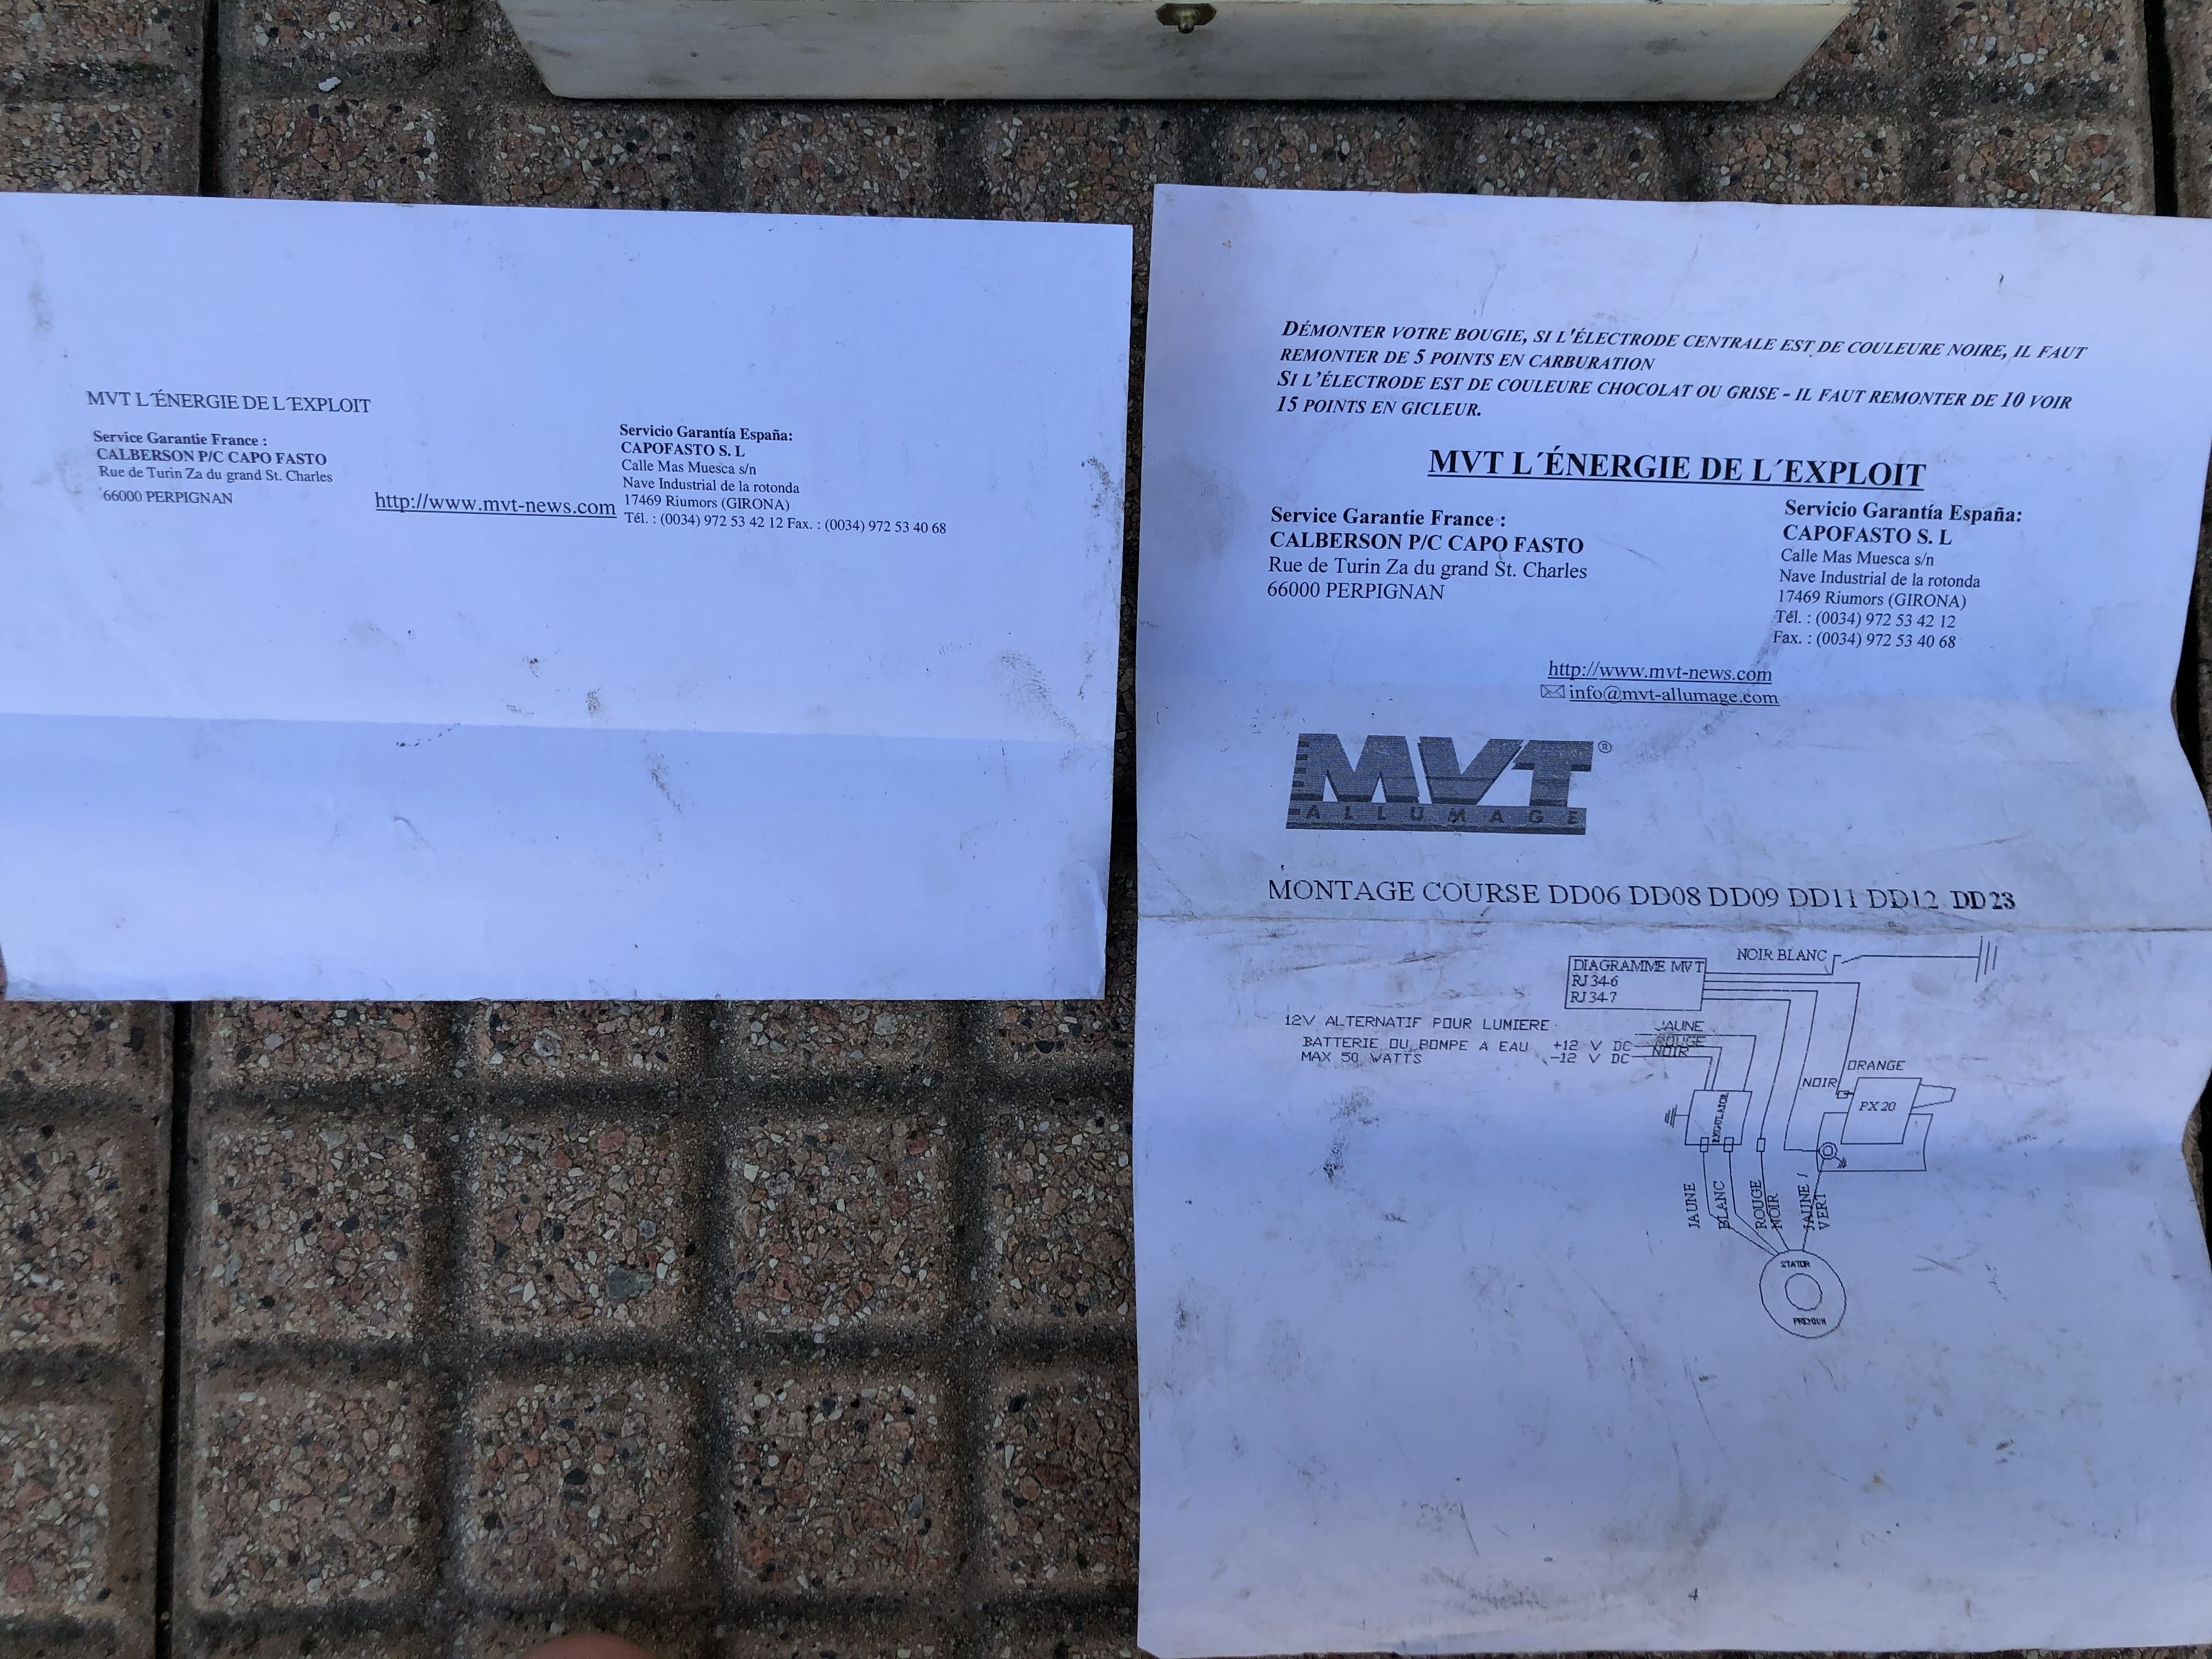 MVT L´ÉNERGIE DE L´EXPLOIT
Service Garantie France :
CALBERSON P/C CAPO FASTO
Rue de Turin Za du grand St. Charles
66000 PERPIGNAN
http://www.mvt-news.com
Servicio Garantía España:
CAPOFASTO S. L
Calle Mas Muesca s/n
Nave Industrial de la rotonda
17469 Riumors (GIRONA)
Tél. : (0034) 972 53 42 12 Fax. : (0034) 972 53 40 68
DÉMONTER VOTRE BOUGIE, SI L'ÉLECTRODE CENTRALE EST DE COULEURE NOIRE, IL FAUT
REMONTER DE 5 POINTS EN CARBURATION
SI L'ÉLECTRODE EST DE COULEURE CHOCOLAT OU GRISE - IL FAUT REMONTER DE 10 VOIR
15 POINTS EN GICLEUR.
MVT L´ÉNERGIE DE L´EXPLOIT
Service Garantie France :
CALBERSON P/C CAPO FASTO
Rue de Turin Za du grand St. Charles
66000 PERPIGNAN
Servicio Garantía España:
CAPOFASTO S. L
Calle Mas Muesca s/n
Nave Industrial de la rotonda
17469 Riumors (GIRONA)
Tél. : (0034) 972 53 42 12
Fax. : (0034) 972 53 40 68
http://www.mvt-news.com
info@mvt-allumage.com
MVT®
ALLUMAGE
MONTAGE COURSE DD06 DD08 DD09 DD11 DD12 DD23
NOIR BLANC
DIAGRAMME MVT
RJ 34-6
RJ 34-7
12V ALTERNATIF POUR LUMIERE
JAUNE
BATTERIE OU POMPE A EAU +12 V DC ROUGE
MAX 50 WATTS -12 V DC NOIR
ORANGE
NOIR
PX 20
REGULATOR
JAUNE
BLANC
ROUGE
NOIR
JAUNE /
VERT
STATOR
PREMIUN